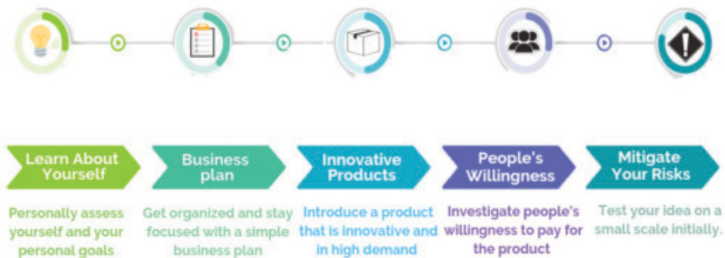 Learn About
Yourself
Business
plan
Innovative
Products
People's
Willingness
Mitigate
Your Risks
Personally assess
yourself and your
personal goals
Get organized and stay
focused with a simple
business plan
Introduce a product
that is innovative and
in high demand
Investigate people's
willingness to pay for
the product
Test your idea on a
small scale initially.